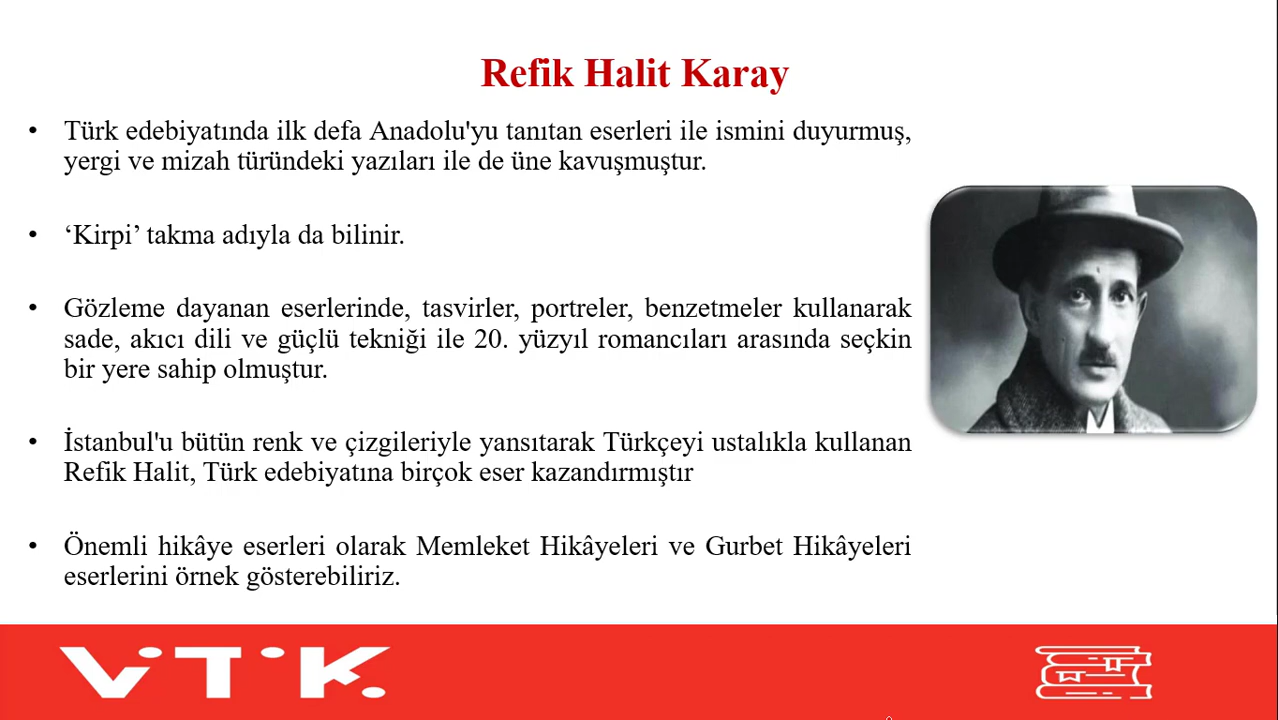 Refik Halit Karay
• Türk edebiyatında ilk defa Anadolu'yu tanıtan eserleri ile ismini duyurmuş,
yergi ve mizah türündeki yazıları ile de üne kavuşmuştur.
• ‘Kirpi’ takma adıyla da bilinir.
• Gözleme dayanan eserlerinde, tasvirler, portreler, benzetmeler kullanarak
sade, akıcı dili ve güçlü tekniği ile 20. yüzyıl romancıları arasında seçkin
bir yere sahip olmuştur.
• İstanbul'u bütün renk ve çizgileriyle yansıtarak Türkçeyi ustalıkla kullanan
Refik Halit, Türk edebiyatına birçok eser kazandırmıştır
• Önemli hikâye eserleri olarak Memleket Hikâyeleri ve Gurbet Hikâyeleri
eserlerini örnek gösterebiliriz.
VİTİK.